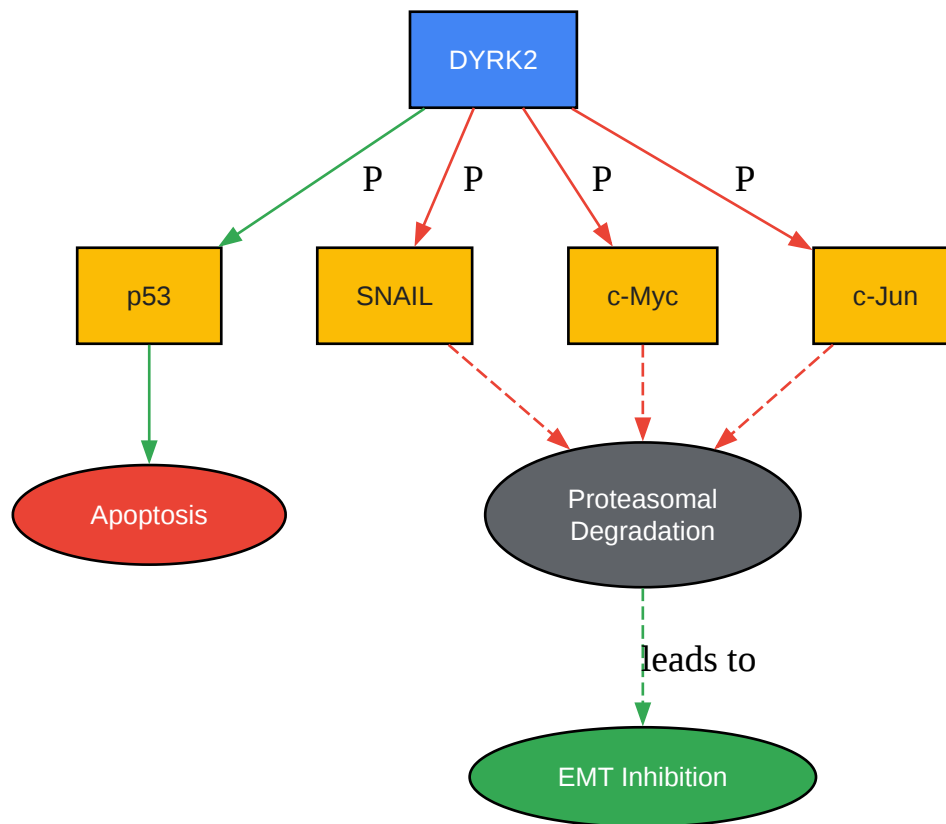 DYRK2
P
P
P
P
p53
SNAIL
c-Myc
c-Jun
Apoptosis
Proteasomal
Degradation
leads to
EMT Inhibition